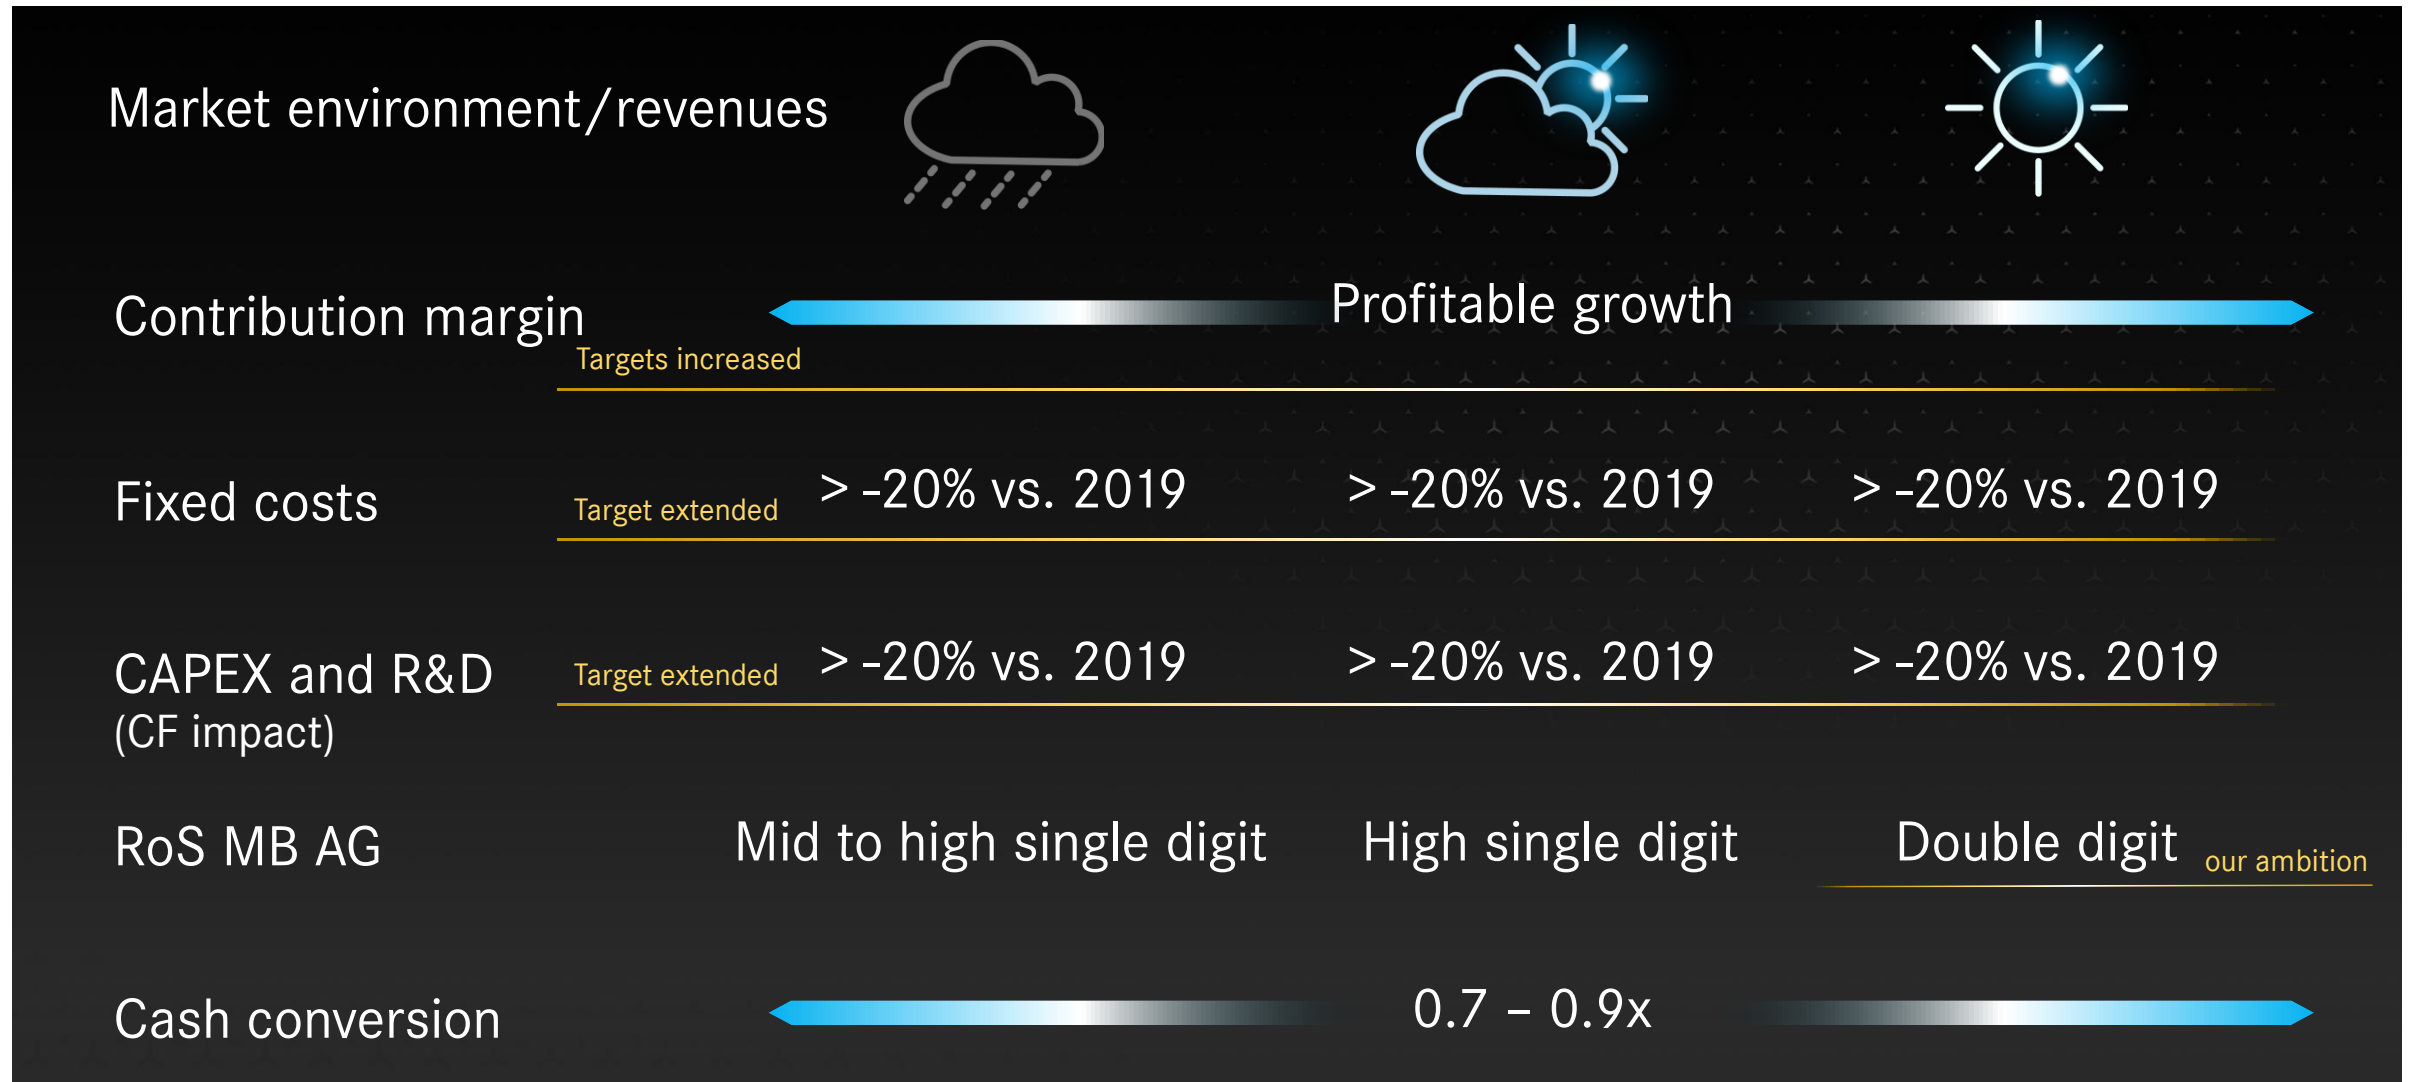 Market environment/revenues
Contribution margin
Profitable growth
Targets increased
Fixed costs
Target extended
> -20% vs. 2019
> -20% vs. 2019
> -20% vs. 2019
CAPEX and R&D
(CF impact)
Target extended
> -20% vs. 2019
> -20% vs. 2019
> -20% vs. 2019
RoS MB AG
Mid to high single digit
High single digit
Double digit
our ambition
Cash conversion
0.7 – 0.9x